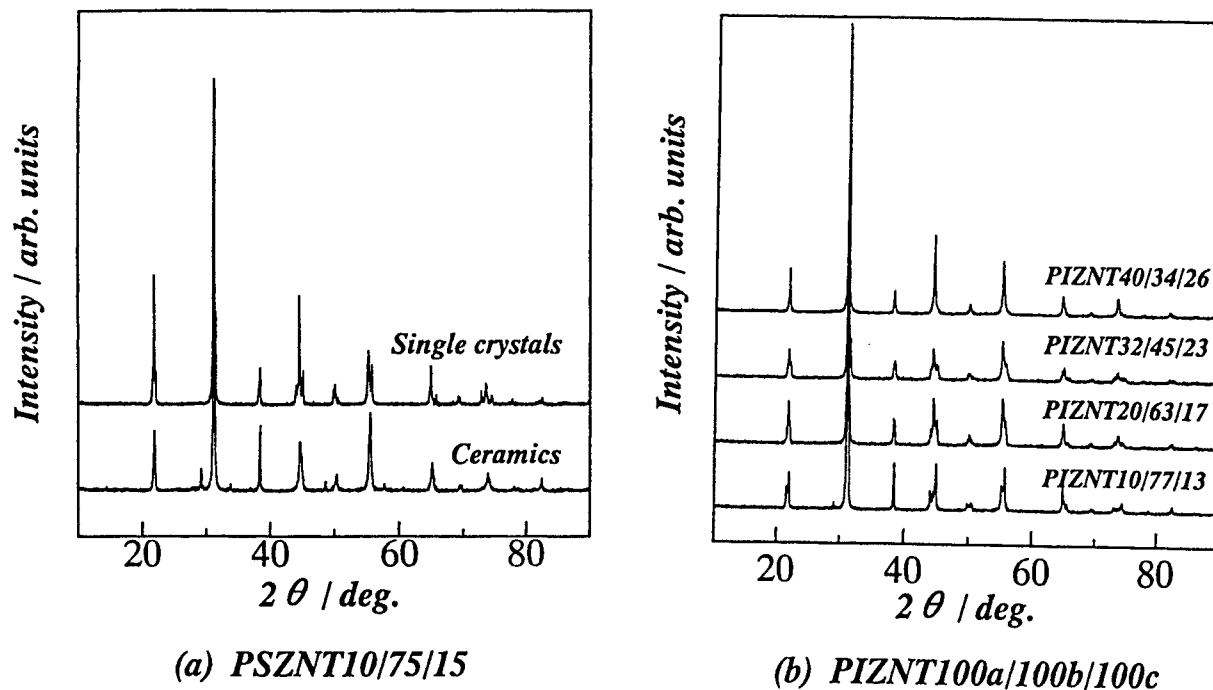 Intensity / arb. units
Single crystals
Ceramics
20 40 60 80
2 θ / deg.
(a) PSZNT10/75/15
Intensity / arb. units
PIZNT40/34/26
PIZNT32/45/23
PIZNT20/63/17
PIZNT10/77/13
20 40 60 80
2 θ / deg.
(b) PIZNT100a/100b/100c